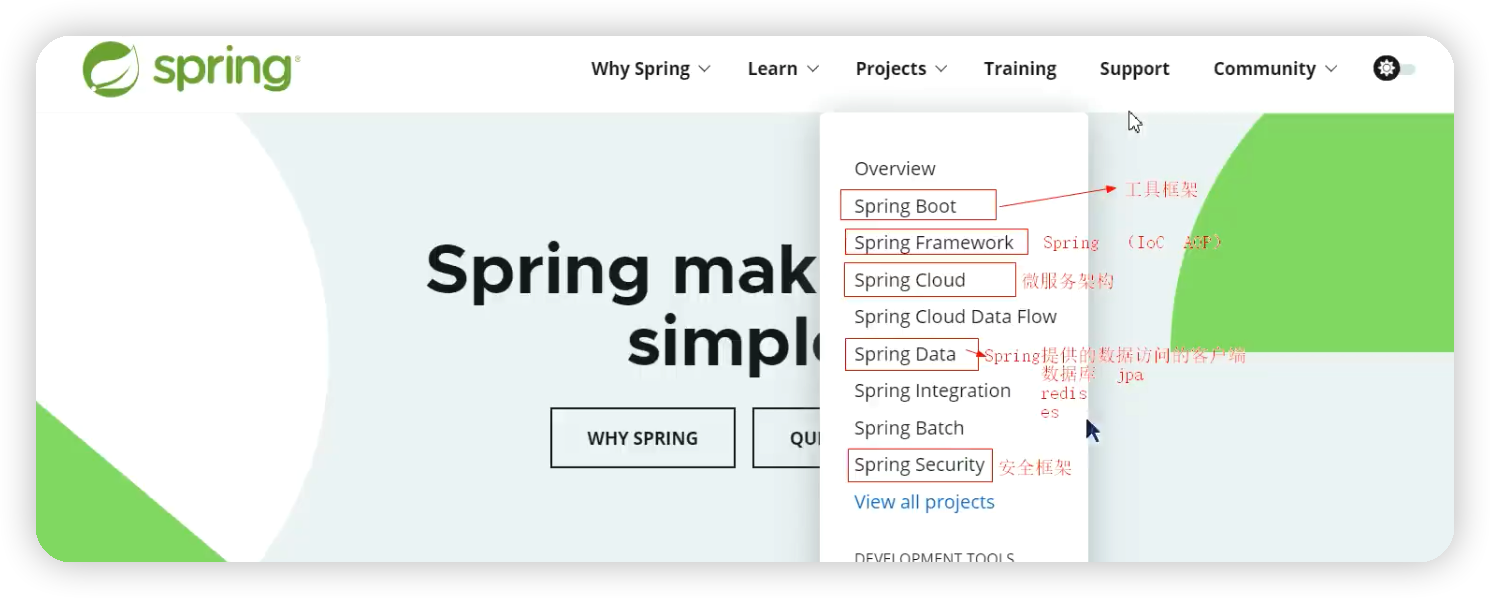 spring
Why Spring Learn Projects Training Support Community
Overview
Spring Boot 工具框架
Spring Framework Spring （IoC AOP）
Spring Cloud 微服务架构
Spring Cloud Data Flow
Spring Data Spring提供的数据访问的客户端
数据库 jpa
Spring Integration redis
es
Spring Batch
Spring Security 安全框架
View all projects
DEVELOPMENT TOOLS
Spring mak
simpl
WHY SPRING
QU